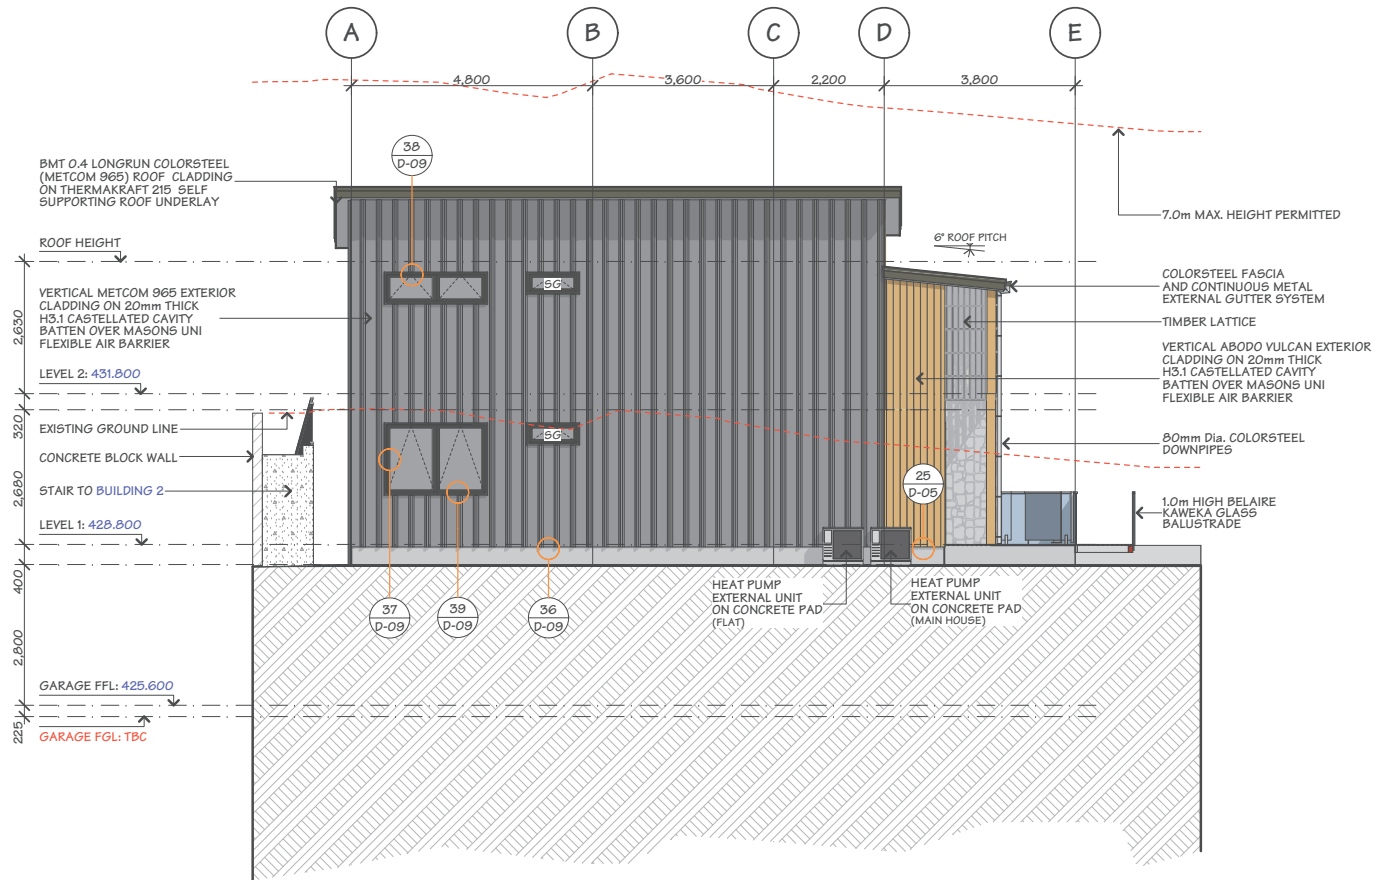 A
B
C
D
E
4,800
3,600
2,200
3,800
38
D-09
BMT 0.4 LONGRUN COLORSTEEL
(METCOM 965) ROOF CLADDING
ON THERMAKRAFT 215 SELF
SUPPORTING ROOF UNDERLAY
7.0m MAX. HEIGHT PERMITTED
ROOF HEIGHT
6° ROOF PITCH
COLORSTEEL FASCIA
AND CONTINUOUS METAL
EXTERNAL GUTTER SYSTEM
VERTICAL METCOM 965 EXTERIOR
CLADDING ON 20mm THICK
H3.1 CASTELLATED CAVITY
BATTEN OVER MASONS UNI
FLEXIBLE AIR BARRIER
SG
TIMBER LATTICE
2,630
VERTICAL ABODO VULCAN EXTERIOR
CLADDING ON 20mm THICK
H3.1 CASTELLATED CAVITY
BATTEN OVER MASONS UNI
FLEXIBLE AIR BARRIER
LEVEL 2: 431.800
320
EXISTING GROUND LINE
SG
80mm Dia. COLORSTEEL
DOWNPIPES
CONCRETE BLOCK WALL
25
D-05
2,680
STAIR TO BUILDING 2
1.0m HIGH BELAIRE
KAWEKA GLASS
BALUSTRADE
LEVEL 1: 428.800
400
HEAT PUMP
EXTERNAL UNIT
ON CONCRETE PAD
(FLAT)
HEAT PUMP
EXTERNAL UNIT
ON CONCRETE PAD
(MAIN HOUSE)
37
D-09
39
D-09
36
D-09
2,800
GARAGE FFL: 425.600
225
GARAGE FGL: TBC